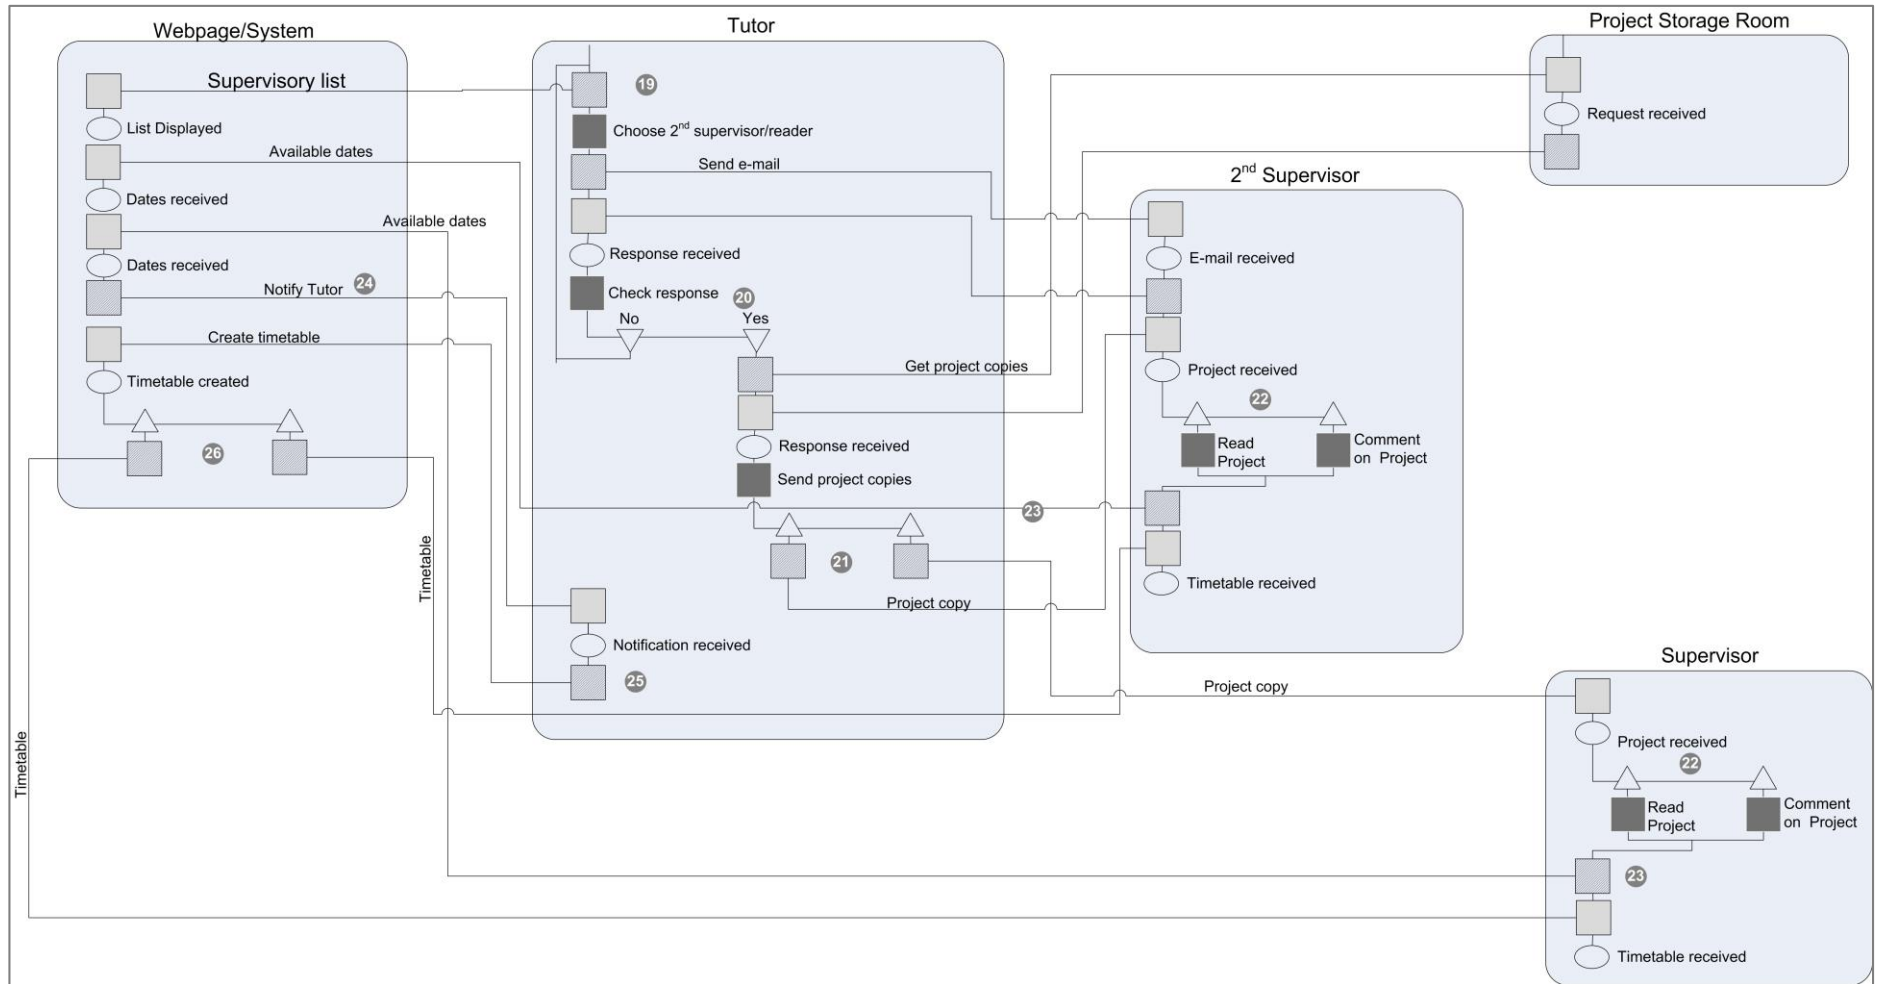 Webpage/System
Supervisory list
List Displayed
Available dates
Dates received
Available dates
Dates received
Notify Tutor 24
Create timetable
Timetable created
26
Timetable
Timetable
Tutor
19
Choose 2nd supervisor/reader
Send e-mail
Response received
Check response 20
No Yes
Get project copies
Response received
Send project copies
23
21
Project copy
Notification received
25
Project copy
Project Storage Room
Request received
2nd Supervisor
E-mail received
Project received
22
Read
Project
Comment
on Project
Timetable received
Supervisor
Project received
22
Read
Project
Comment
on Project
23
Timetable received